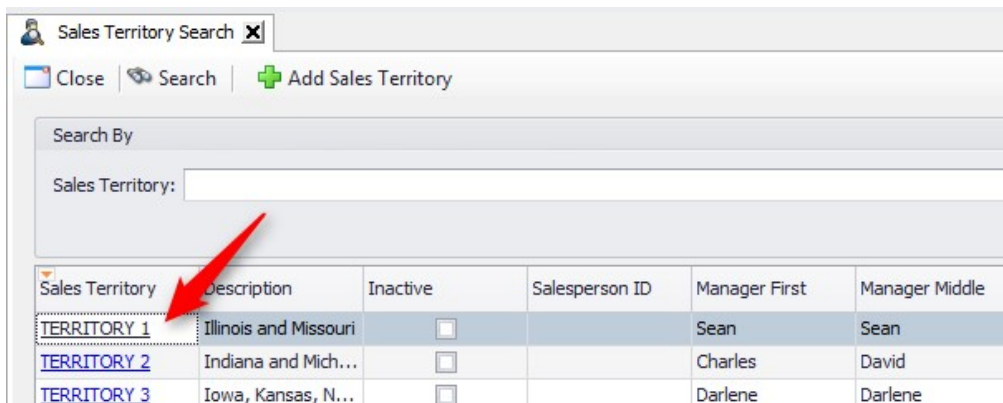 Sales Territory Search
Close Search Add Sales Territory
Search By
Sales Territory:
Sales Territory Description Inactive Salesperson ID Manager First Manager Middle
TERRITORY 1 Illinois and Missouri Sean Sean
TERRITORY 2 Indiana and Mich... Charles David
TERRITORY 3 Iowa, Kansas, N... Darlene Darlene